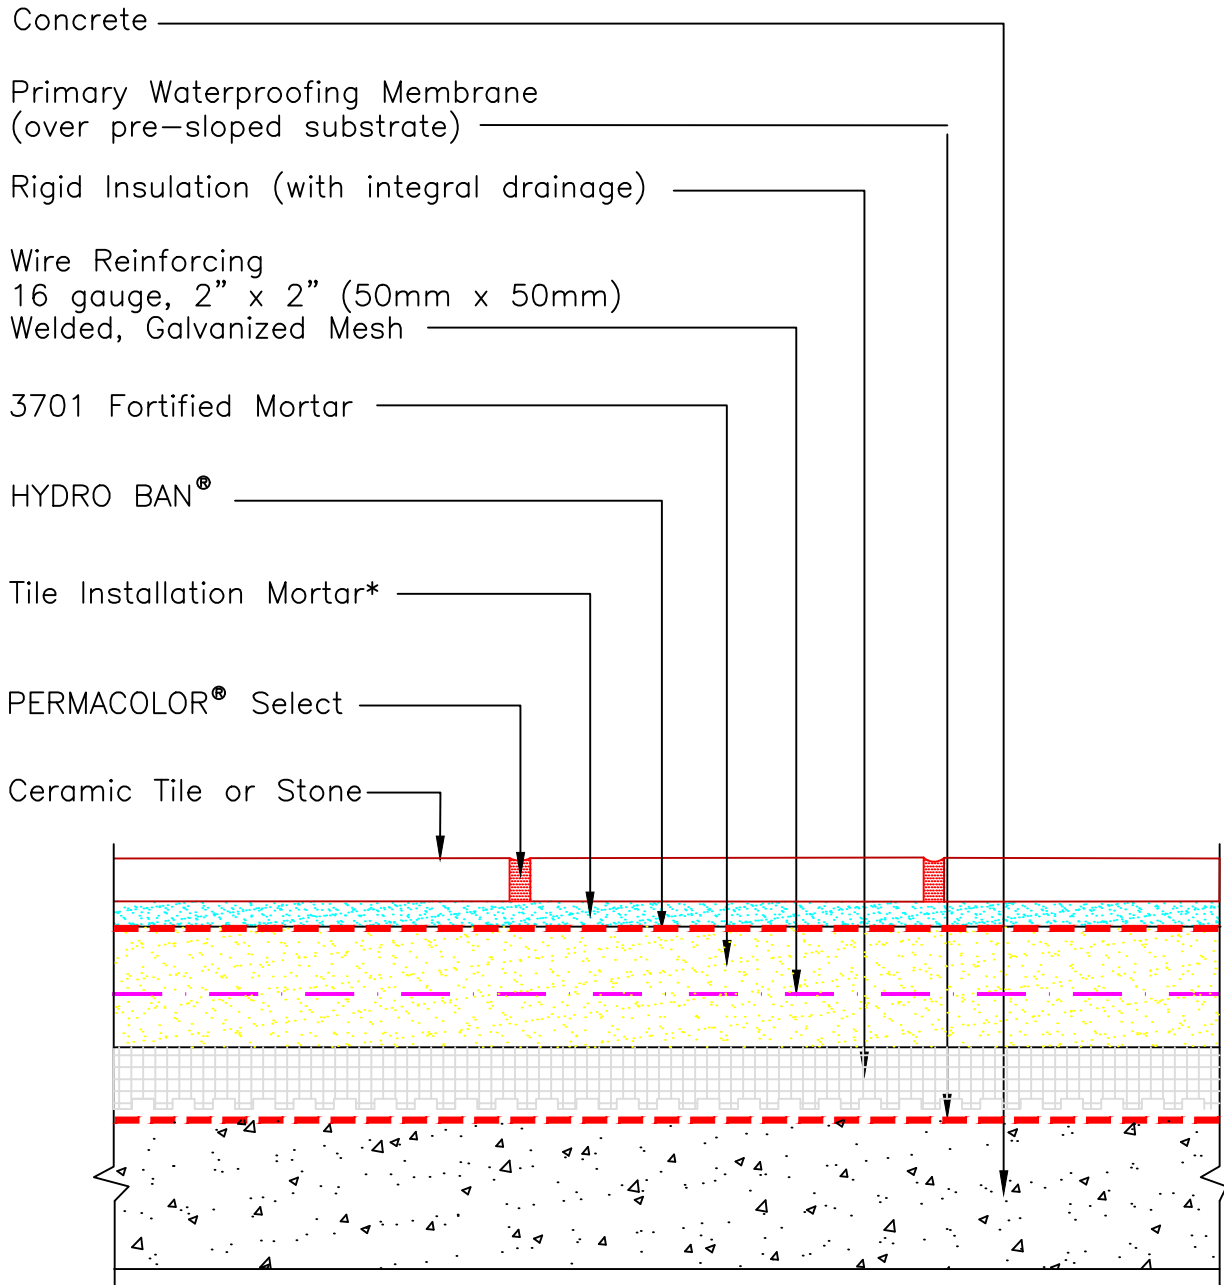 Concrete
Primary Waterproofing Membrane
(over pre-sloped substrate)
Rigid Insulation (with integral drainage)
Wire Reinforcing
16 gauge, 2" x 2" (50mm x 50mm)
Welded, Galvanized Mesh
3701 Fortified Mortar
HYDRO BAN®
Tile Installation Mortar*
PERMACOLOR® Select
Ceramic Tile or Stone